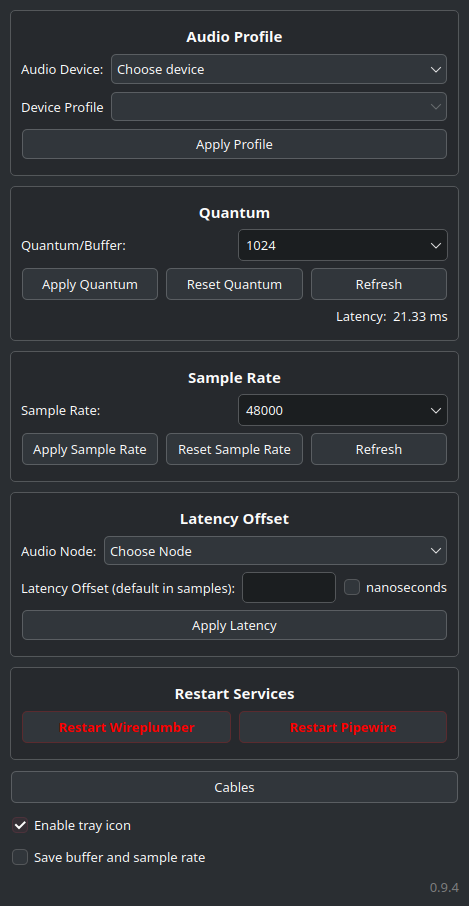 Audio Profile
Audio Device: Choose device
Device Profile
Apply Profile
Quantum
Quantum/Buffer: 1024
Apply Quantum Reset Quantum Refresh
Latency: 21.33 ms
Sample Rate
Sample Rate: 48000
Apply Sample Rate Reset Sample Rate Refresh
Latency Offset
Audio Node: Choose Node
Latency Offset (default in samples): nanoseconds
Apply Latency
Restart Services
Restart Wireplumber Restart Pipewire
Cables
Enable tray icon
Save buffer and sample rate
0.9.4